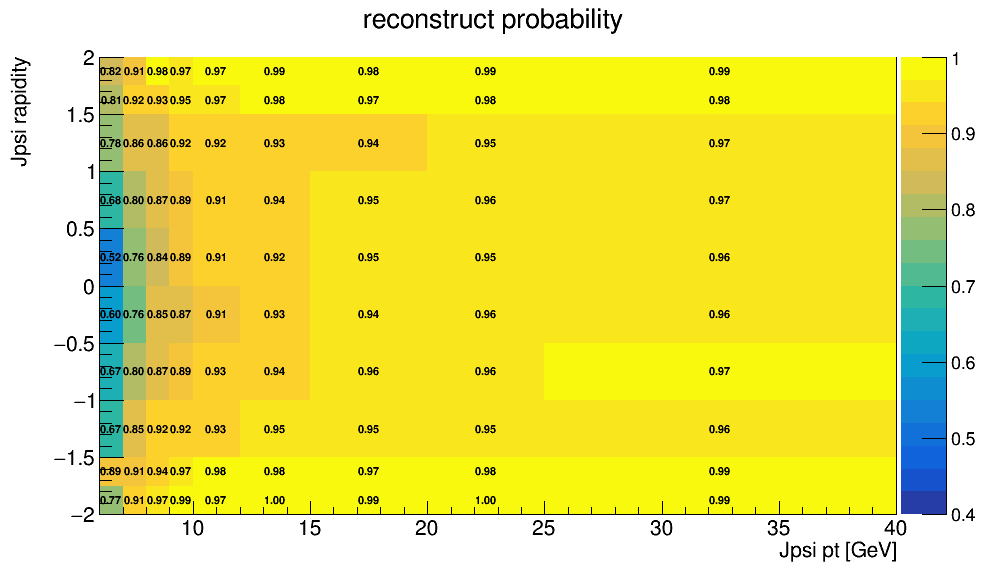 reconstruct probability
Jpsi rapidity
2
1.5
1
0.5
0
−0.5
−1
−1.5
−2
0.82 0.91 0.98 0.97 0.97 0.99 0.98 0.99 0.99
0.81 0.92 0.93 0.95 0.97 0.98 0.97 0.98 0.98
0.78 0.86 0.86 0.92 0.92 0.93 0.94 0.95 0.97
0.68 0.80 0.87 0.89 0.91 0.94 0.95 0.96 0.97
0.52 0.76 0.84 0.89 0.91 0.92 0.95 0.95 0.96
0.60 0.76 0.85 0.87 0.91 0.93 0.94 0.96 0.96
0.67 0.80 0.87 0.89 0.93 0.94 0.96 0.96 0.97
0.67 0.85 0.92 0.92 0.93 0.95 0.95 0.95 0.96
0.89 0.91 0.94 0.97 0.98 0.98 0.97 0.98 0.99
0.77 0.91 0.97 0.99 0.97 1.00 0.99 1.00 0.99
10 15 20 25 30 35 40
Jpsi pt [GeV]
1
0.9
0.8
0.7
0.6
0.5
0.4